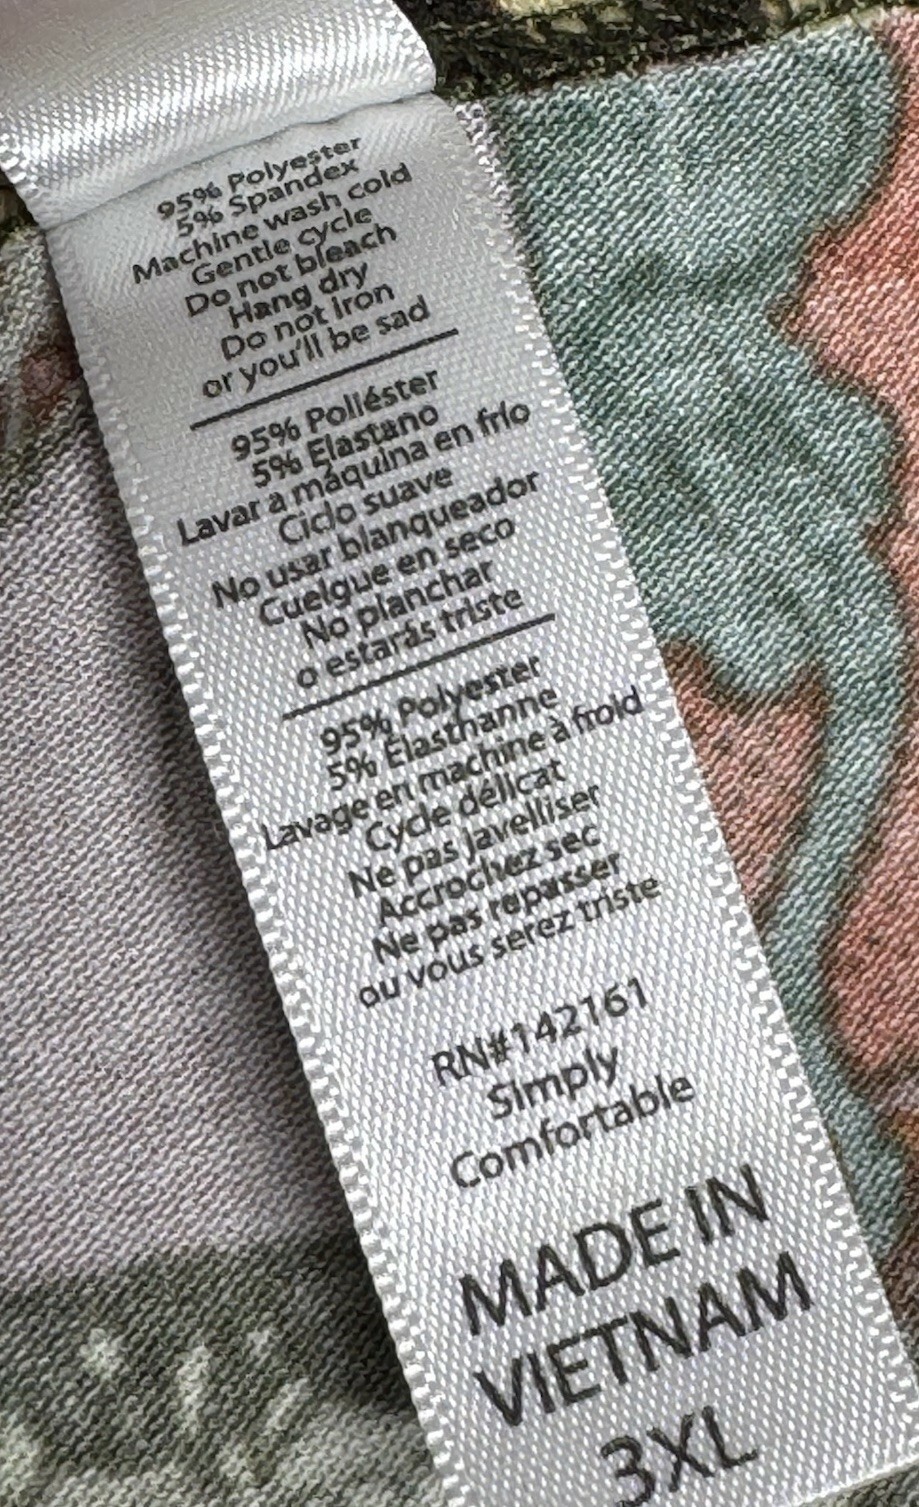 95% Polyester
5% Spandex
Machine wash cold
Gentle cycle
Do not bleach
Hang dry
Do not Iron
or you'll be sad
95% Poliéster
5% Elastano
Lavar a máquina en frío
Ciclo suave
No usar blanqueador
Cuelgue en seco
No planchar
o estarás triste
95% Polyester
5% Élasthanne
Lavage en machine à froid
Cycle délicat
Ne pas javelliser
Accrochez sec
Ne pas repasser
ou vous serez triste
RN#142161
Simply
Comfortable
MADE IN
VIETNAM
3XL